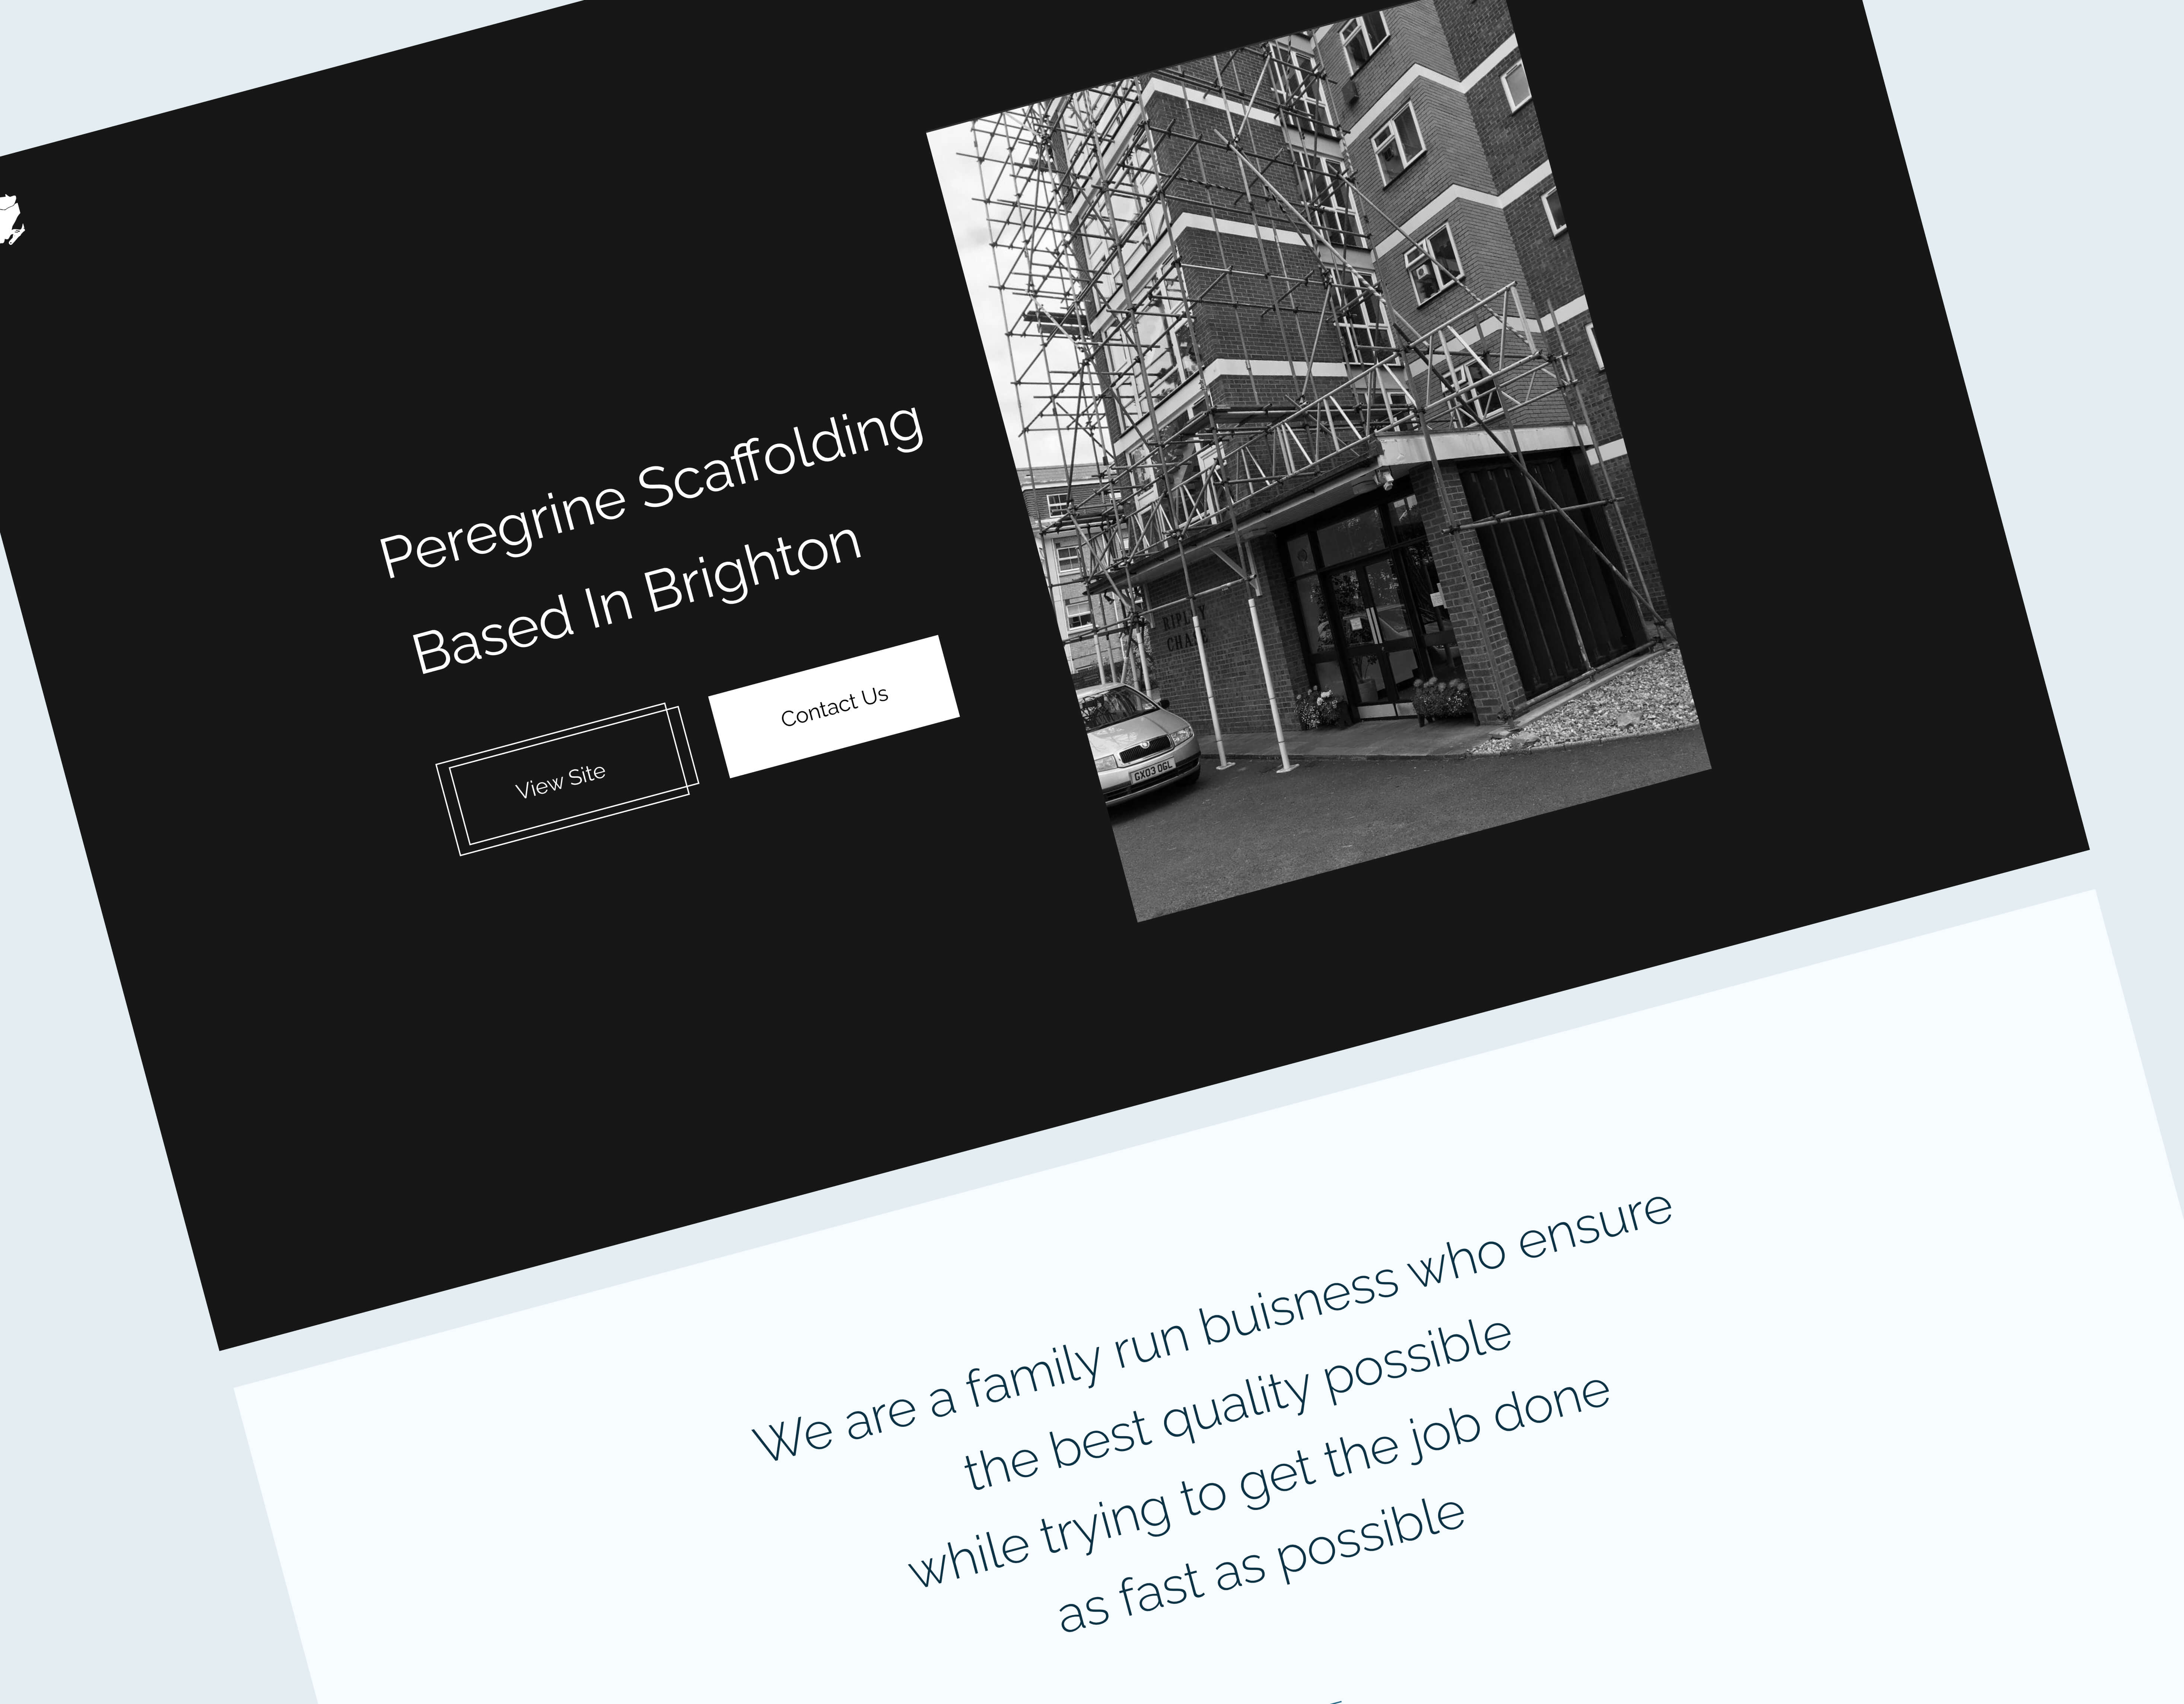 Peregrine Scaffolding
Based In Brighton
View Site
Contact Us
RIPLEY
CHASE
GX03 OGL
We are a family run buisness who ensure
the best quality possible
while trying to get the job done
as fast as possible